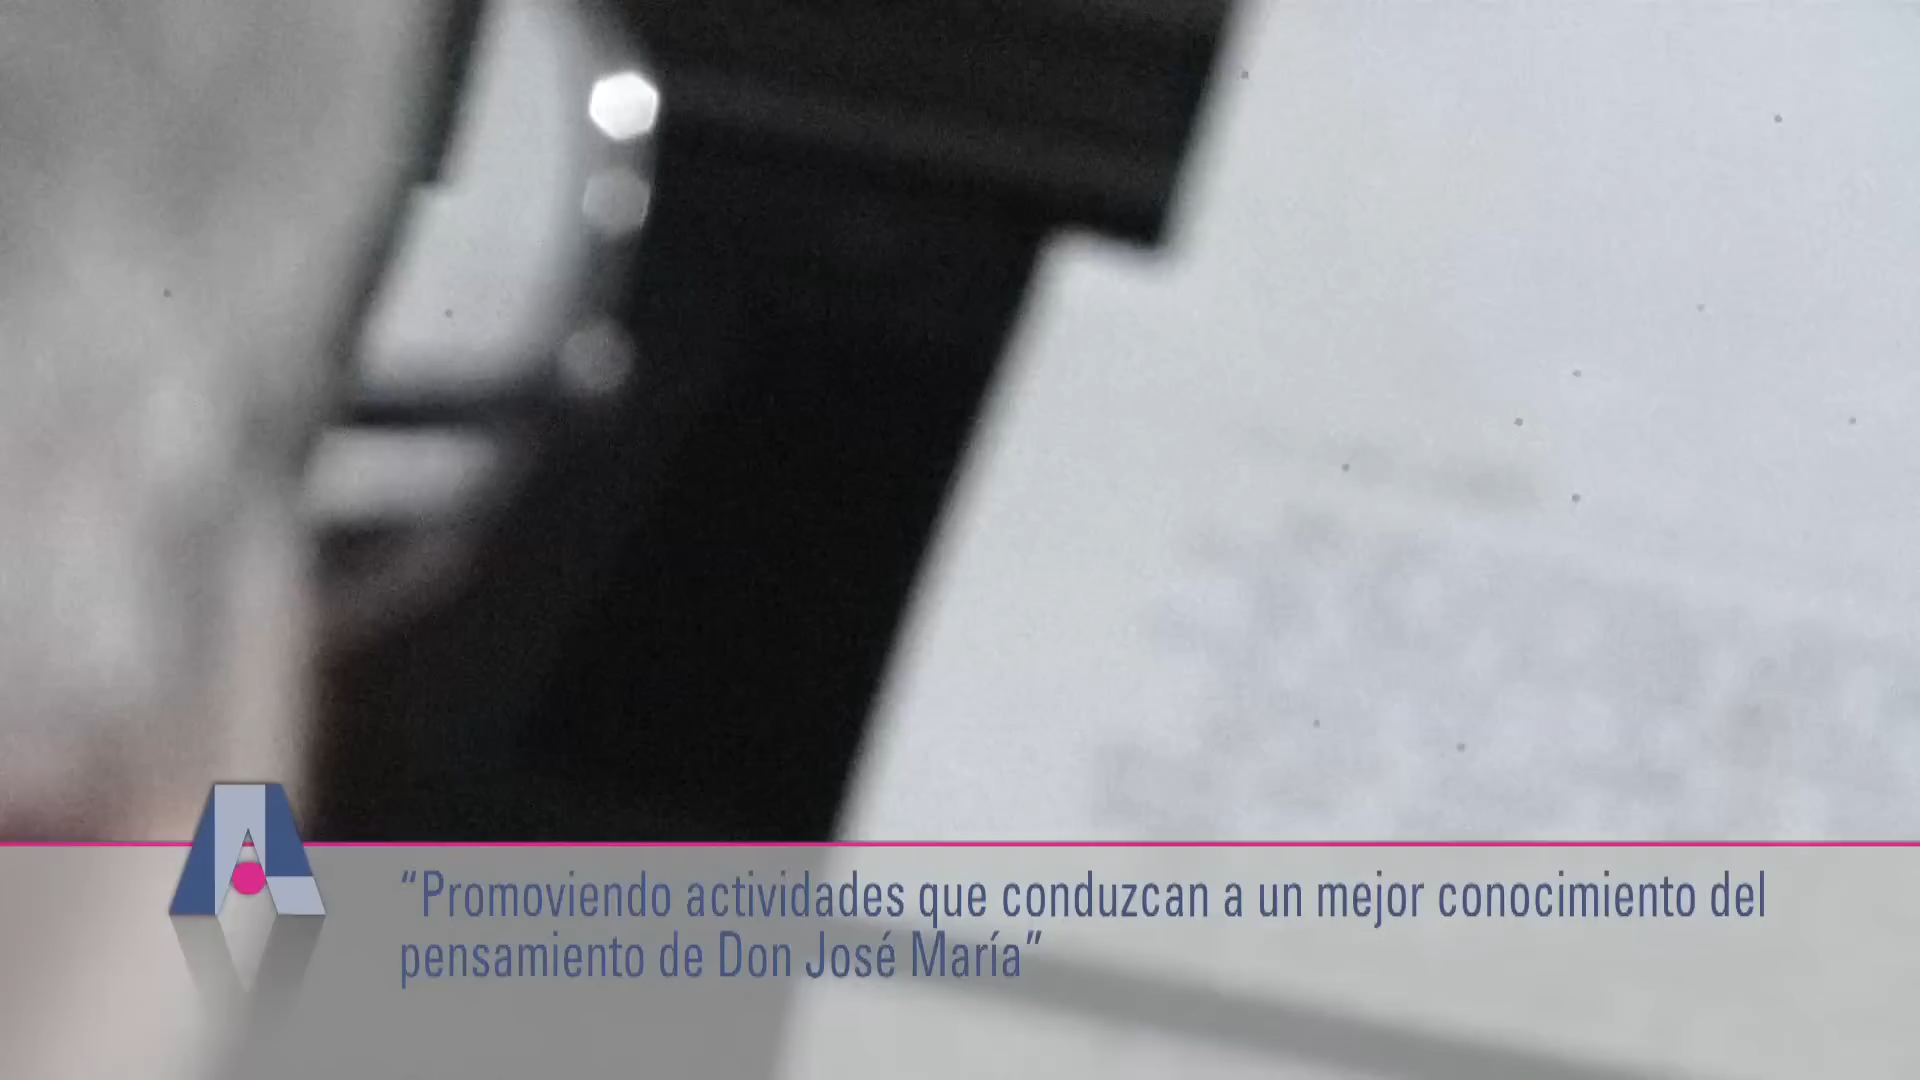 “Promoviendo actividades que conduzcan a un mejor conocimiento del
pensamiento de Don José María”